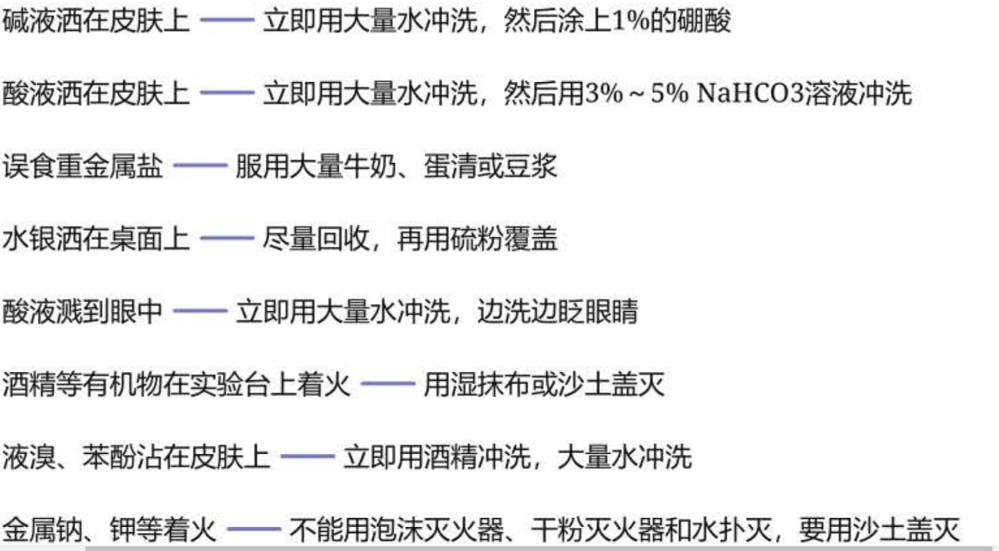 碱液洒在皮肤上 —— 立即用大量水冲洗，然后涂上1%的硼酸
酸液洒在皮肤上 —— 立即用大量水冲洗，然后用3%～5% NaHCO3溶液冲洗
误食重金属盐 —— 服用大量牛奶、蛋清或豆浆
水银洒在桌面上 —— 尽量回收，再用硫粉覆盖
酸液溅到眼中 —— 立即用大量水冲洗，边洗边眨眼睛
酒精等有机物在实验台上着火 —— 用湿抹布或沙土盖灭
液溴、苯酚沾在皮肤上 —— 立即用酒精冲洗，大量水冲洗
金属钠、钾等着火 —— 不能用泡沫灭火器、干粉灭火器和水扑灭，要用沙土盖灭